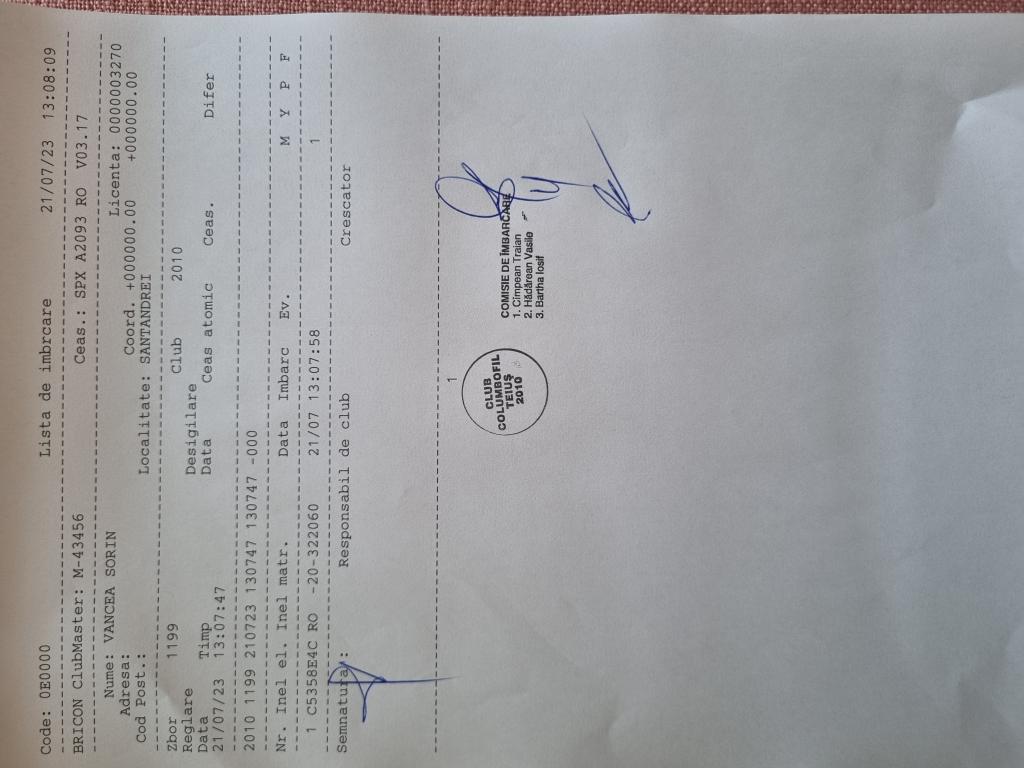 Code: 0E0000 Lista de imbrcare 21/07/23 13:08:09
BRICON ClubMaster: M-43456 Ceas.: SPX A2093 RO V03.17
Nume: VANCEA SORIN Licenta: 0000003270
Adresa: Coord. +000000.00 +000000.00
Cod Post.: Localitate: SANTANDREI
Zbor 1199 Club 2010
Reglare Desigilare
Data Timp Data Ceas atomic Ceas. Difer
21/07/23 13:07:47
2010 1199 210723 130747 130747 -000
Nr. Inel el. Inel matr. Data Imbarc Ev. M Y P F
1 C5358E4C RO -20-322060 21/07 13:07:58 1
Semnatura: Responsabil de club Crescator
1
CLUB
COLUMBOFIL
TEIUŞ
2010
COMISIE DE ÎMBARCARE
1. Cîmpean Traian
2. Hădărean Vasile
3. Bartha Iosif